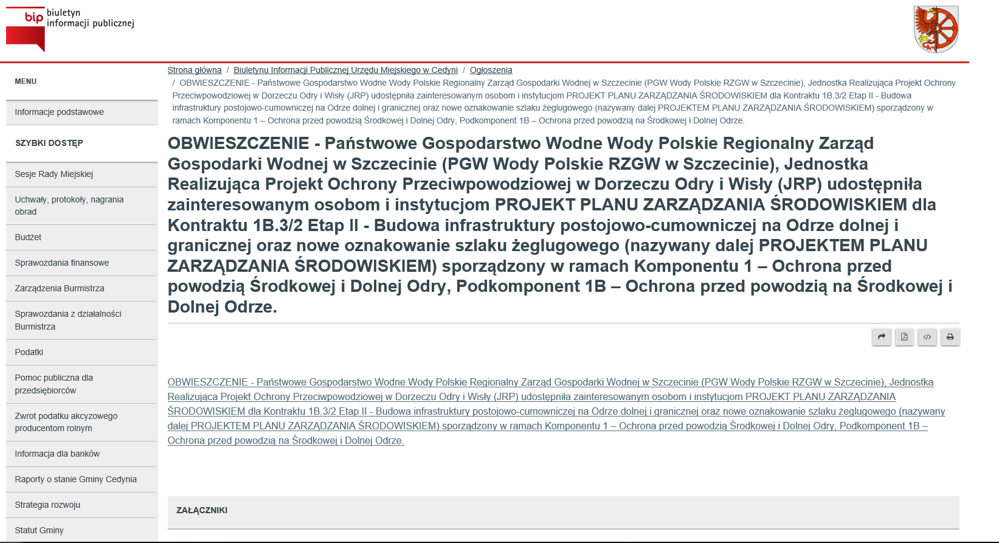 bip biuletyn
informacji publicznej
MENU
Informacje podstawowe
SZYBKI DOSTĘP
Sesje Rady Miejskiej
Uchwały, protokoły, nagrania
obrad
Budżet
Sprawozdania finansowe
Zarządzenia Burmistrza
Sprawozdania z działalności
Burmistrza
Podatki
Pomoc publiczna dla
przedsiębiorców
Zwrot podatku akcyzowego
producentom rolnym
Informacja dla banków
Raporty o stanie Gminy Cedynia
Strategia rozwoju
Statut Gminy
Strona główna / Biuletynu Informacji Publicznej Urzędu Miejskiego w Cedyni / Ogłoszenia
/ OBWIESZCZENIE - Państwowe Gospodarstwo Wodne Wody Polskie Regionalny Zarząd Gospodarki Wodnej w Szczecinie (PGW Wody Polskie RZGW w Szczecinie), Jednostka Realizująca Projekt Ochrony
Przeciwpowodziowej w Dorzeczu Odry i Wisły (JRP) udostępniła zainteresowanym osobom i instytucjom PROJEKT PLANU ZARZĄDZANIA ŚRODOWISKIEM dla Kontraktu 1B.3/2 Etap II - Budowa
infrastruktury postojowo-cumowniczej na Odrze dolnej i granicznej oraz nowe oznakowanie szlaku żeglugowego (nazywany dalej PROJEKTEM PLANU ZARZĄDZANIA ŚRODOWISKIEM) sporządzony w
ramach Komponentu 1 – Ochrona przed powodzią Środkowej i Dolnej Odry, Podkomponent 1B – Ochrona przed powodzią na Środkowej i Dolnej Odrze.
OBWIESZCZENIE - Państwowe Gospodarstwo Wodne Wody Polskie Regionalny Zarząd
Gospodarki Wodnej w Szczecinie (PGW Wody Polskie RZGW w Szczecinie), Jednostka
Realizująca Projekt Ochrony Przeciwpowodziowej w Dorzeczu Odry i Wisły (JRP) udostępniła
zainteresowanym osobom i instytucjom PROJEKT PLANU ZARZĄDZANIA ŚRODOWISKIEM dla
Kontraktu 1B.3/2 Etap II - Budowa infrastruktury postojowo-cumowniczej na Odrze dolnej i
granicznej oraz nowe oznakowanie szlaku żeglugowego (nazywany dalej PROJEKTEM PLANU
ZARZĄDZANIA ŚRODOWISKIEM) sporządzony w ramach Komponentu 1 – Ochrona przed
powodzią Środkowej i Dolnej Odry, Podkomponent 1B – Ochrona przed powodzią na Środkowej i
Dolnej Odrze.
OBWIESZCZENIE - Państwowe Gospodarstwo Wodne Wody Polskie Regionalny Zarząd Gospodarki Wodnej w Szczecinie (PGW Wody Polskie RZGW w Szczecinie), Jednostka
Realizująca Projekt Ochrony Przeciwpowodziowej w Dorzeczu Odry i Wisły (JRP) udostępniła zainteresowanym osobom i instytucjom PROJEKT PLANU ZARZĄDZANIA
ŚRODOWISKIEM dla Kontraktu 1B.3/2 Etap II - Budowa infrastruktury postojowo-cumowniczej na Odrze dolnej i granicznej oraz nowe oznakowanie szlaku żeglugowego (nazywany
dalej PROJEKTEM PLANU ZARZĄDZANIA ŚRODOWISKIEM) sporządzony w ramach Komponentu 1 – Ochrona przed powodzią Środkowej i Dolnej Odry, Podkomponent 1B –
Ochrona przed powodzią na Środkowej i Dolnej Odrze.
ZAŁĄCZNIKI